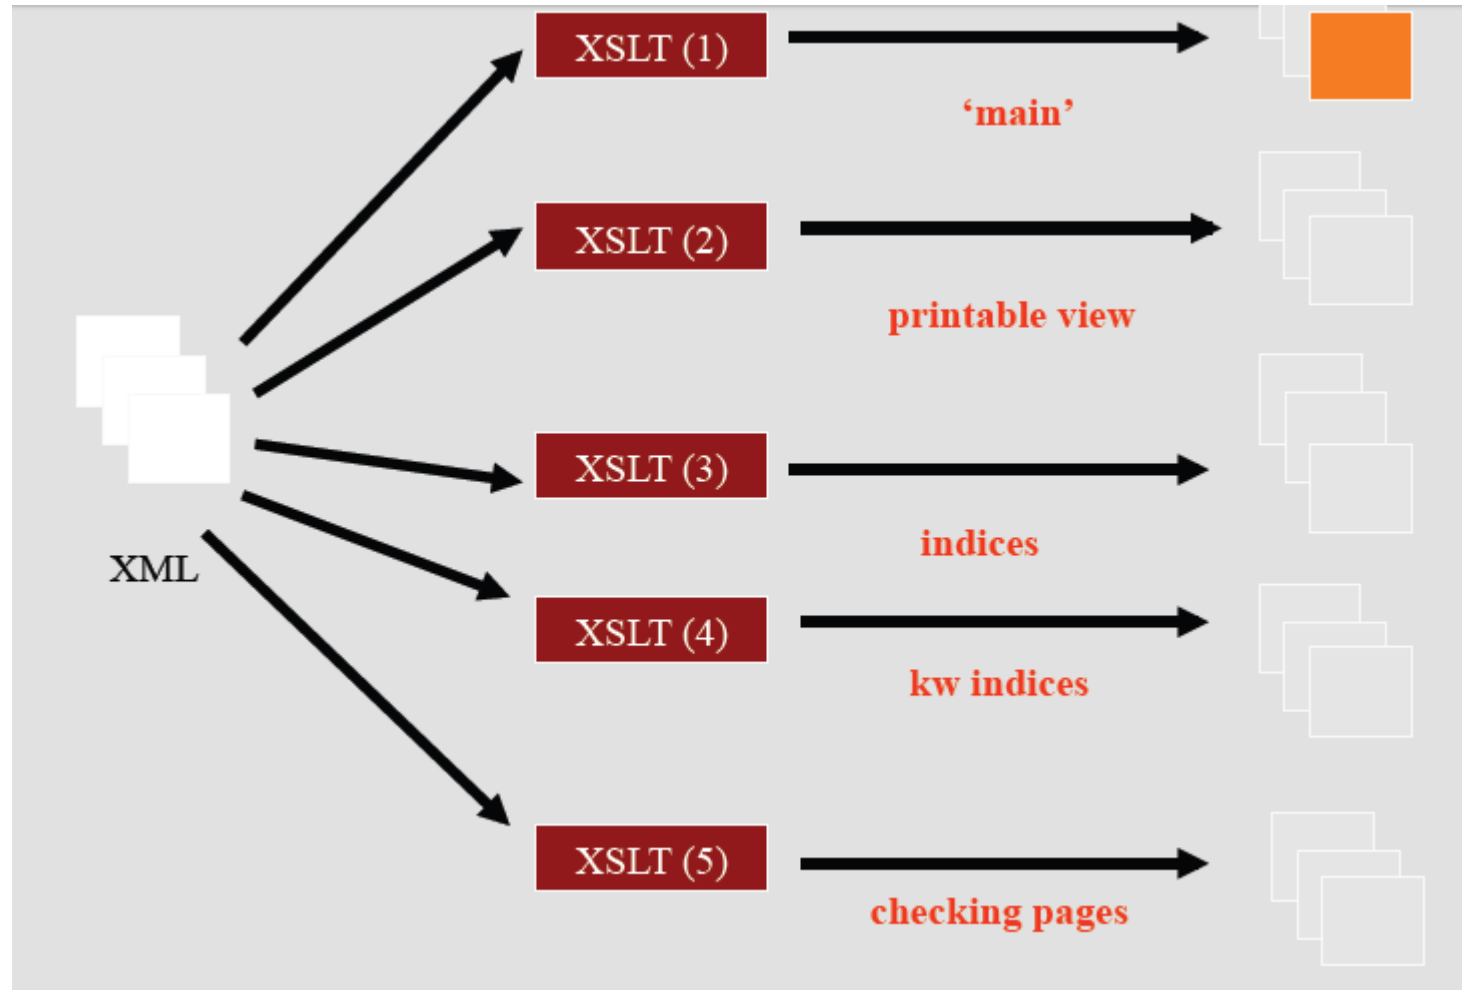 XSLT (1)
‘main’
XSLT (2)
printable view
XSLT (3)
indices
XML
XSLT (4)
kw indices
XSLT (5)
checking pages